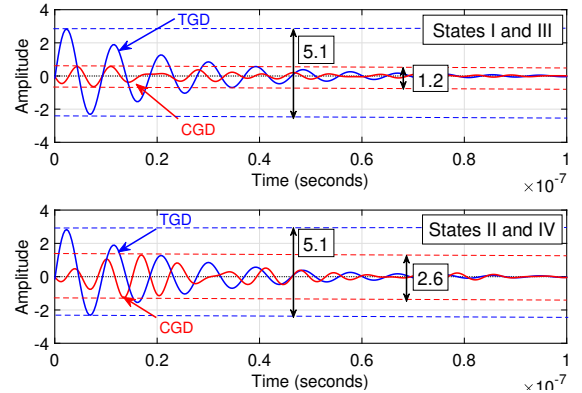 TGD
States I and III
5.1
1.2
CGD
Amplitude
4
2
0
-2
-4
0
0.2
0.4
0.6
0.8
1
Time (seconds)
×10^-7
TGD
States II and IV
5.1
2.6
CGD
Amplitude
4
2
0
-2
-4
0
0.2
0.4
0.6
0.8
1
Time (seconds)
×10^-7